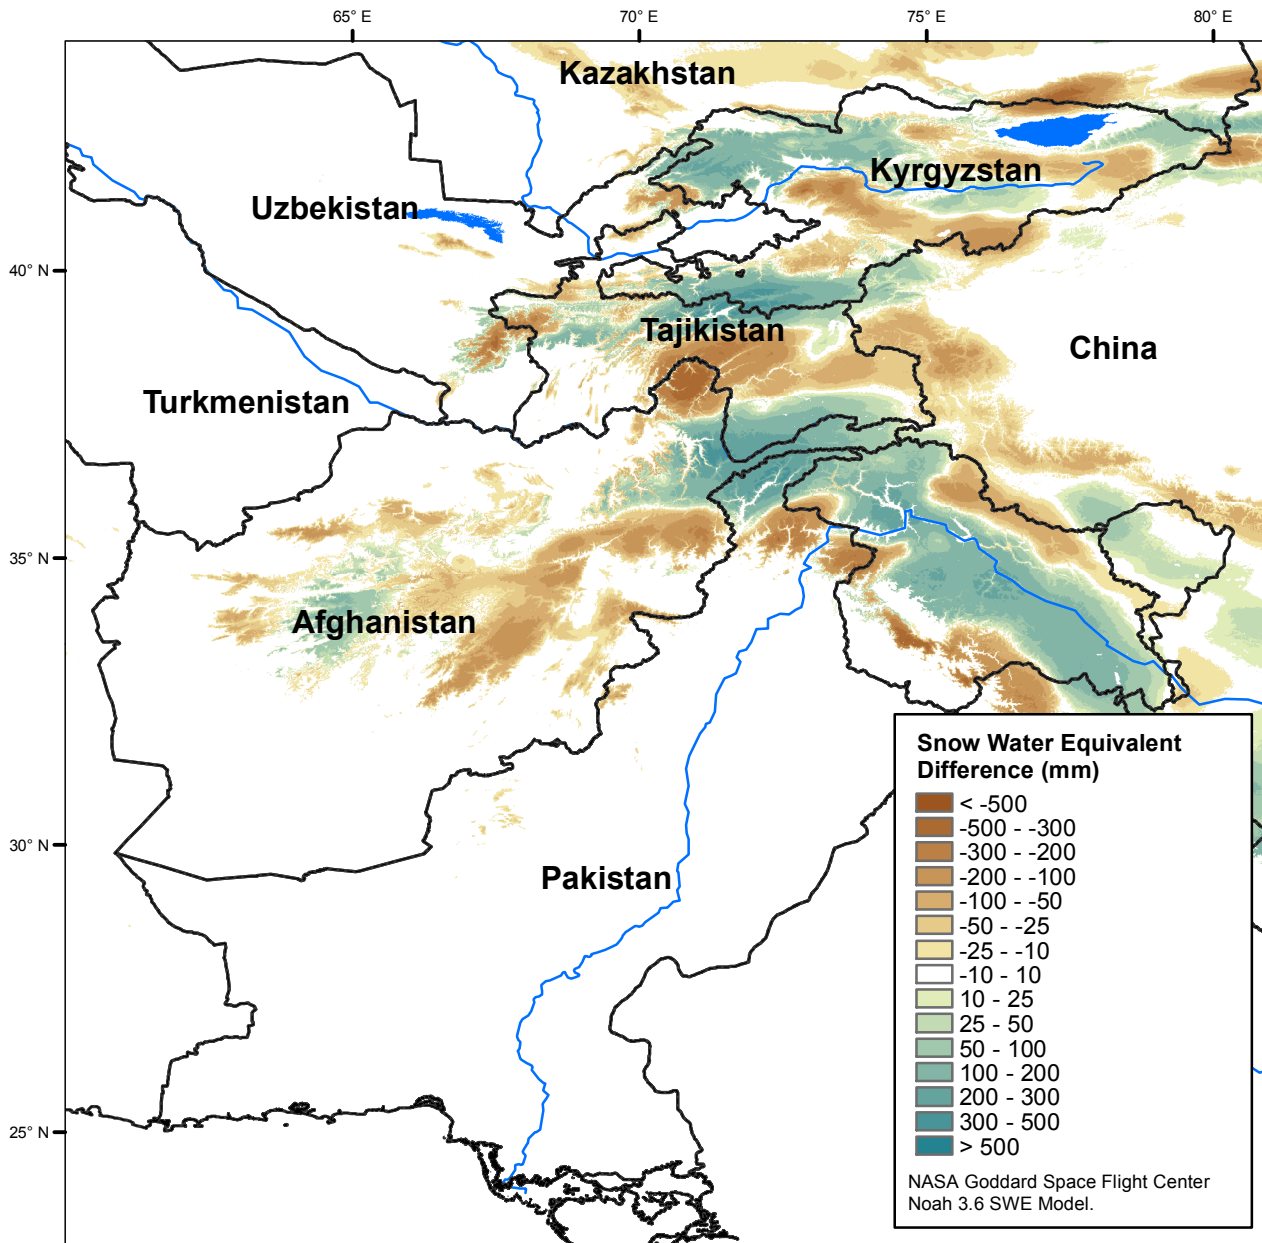 65° E
70° E
75° E
80° E
Kazakhstan
Kyrgyzstan
Uzbekistan
40° N
Tajikistan
China
Turkmenistan
35° N
Afghanistan
Snow Water Equivalent
Difference (mm)
< -500
-500 - -300
-300 - -200
-200 - -100
-100 - -50
-50 - -25
-25 - -10
-10 - 10
10 - 25
25 - 50
50 - 100
100 - 200
200 - 300
300 - 500
> 500
NASA Goddard Space Flight Center
Noah 3.6 SWE Model.
30° N
Pakistan
25° N